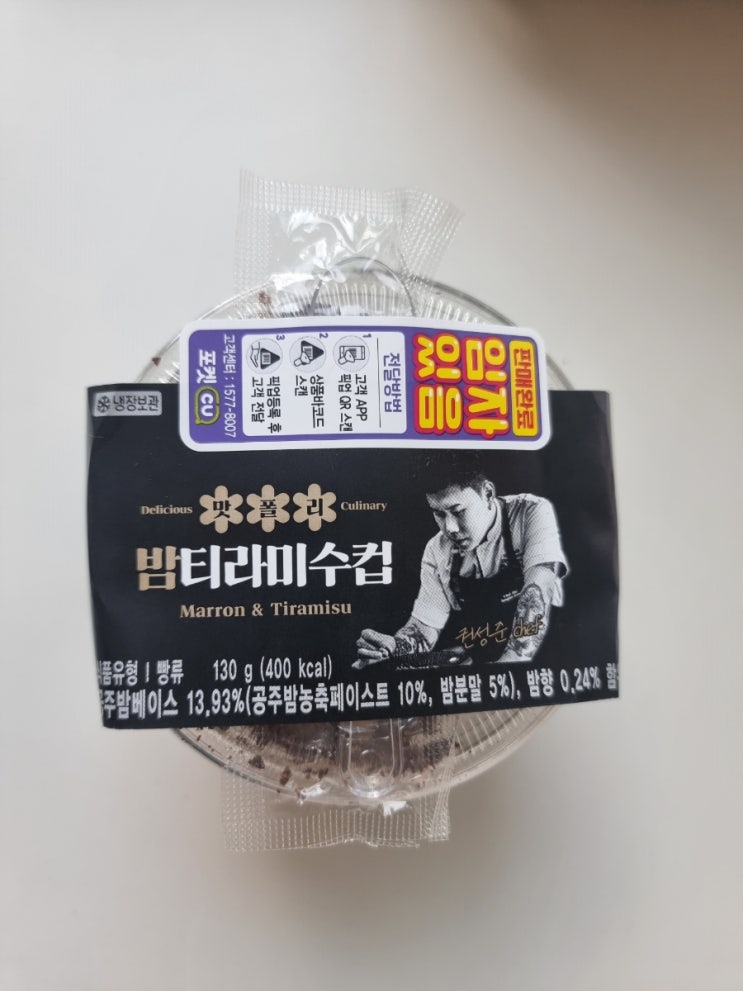 판매완료
임자
있음
전달방법
1
고객 APP
픽업 QR 스캔
2
상품바코드
스캔
3
픽업등록 후
고객 전달
고객센터 : 1577-8007
포켓 CU
냉장보관
Delicious 맛폴리 Culinary
밤티라미수컵
Marron & Tiramisu
권성준 chef
식품유형 | 빵류 130 g (400 kcal)
공주밤베이스 13.93%(공주밤농축페이스트 10%, 밤분말 5%), 밤향 0.24%